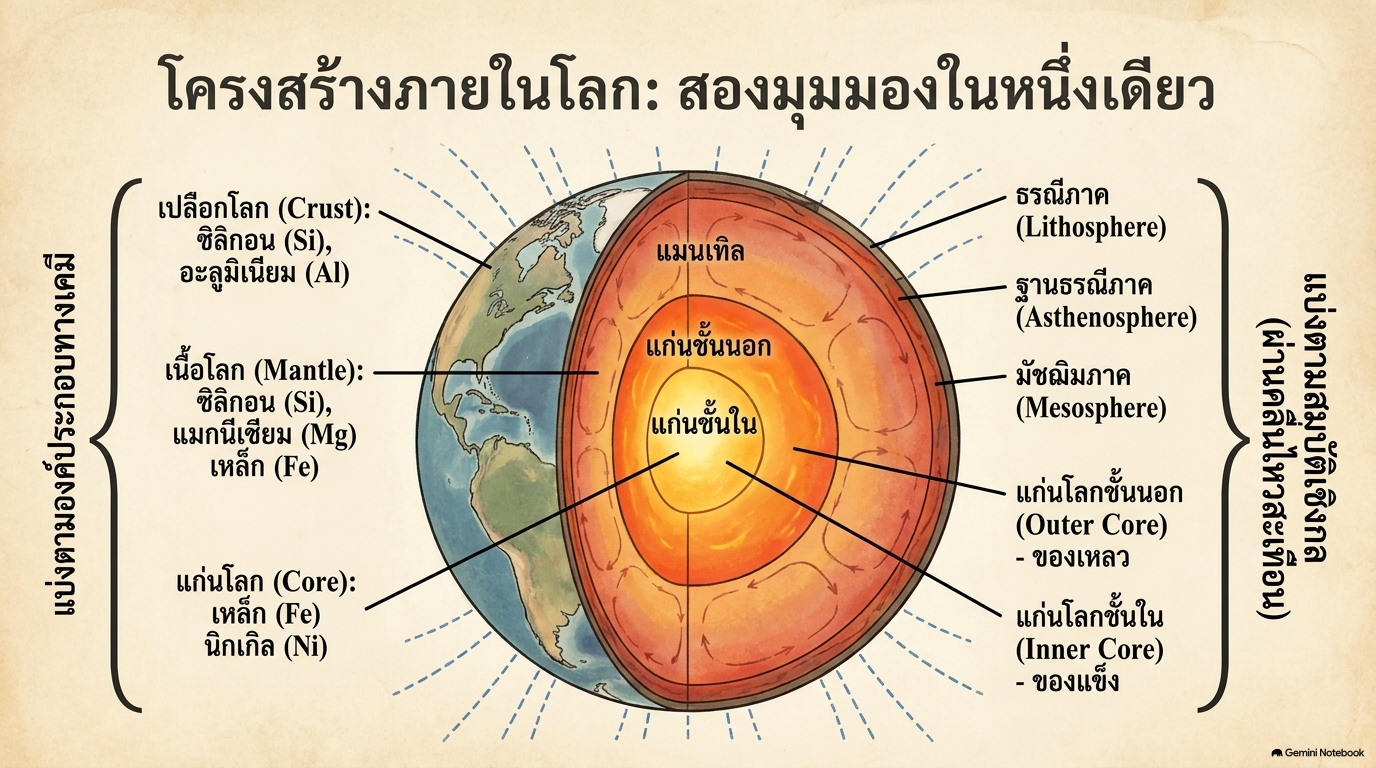 โครงสร้างภายในโลก: สองมุมมองในหนึ่งเดียว
แบ่งตามองค์ประกอบทางเคมี
เปลือกโลก (Crust):
ซิลิกอน (Si),
อะลูมิเนียม (Al)
เนื้อโลก (Mantle):
ซิลิกอน (Si),
แมกนีเซียม (Mg)
เหล็ก (Fe)
แก่นโลก (Core):
เหล็ก (Fe)
นิกเกิล (Ni)
แมนเทิล
แก่นชั้นนอก
แก่นชั้นใน
ธรณีภาค
(Lithosphere)
ฐานธรณีภาค
(Asthenosphere)
มัชฌิมภาค
(Mesosphere)
แก่นโลกชั้นนอก
(Outer Core)
- ของเหลว
แก่นโลกชั้นใน
(Inner Core)
- ของแข็ง
แบ่งตามสมบัติเชิงกล
(ผ่านคลื่นไหวสะเทือน)
Gemini Notebook